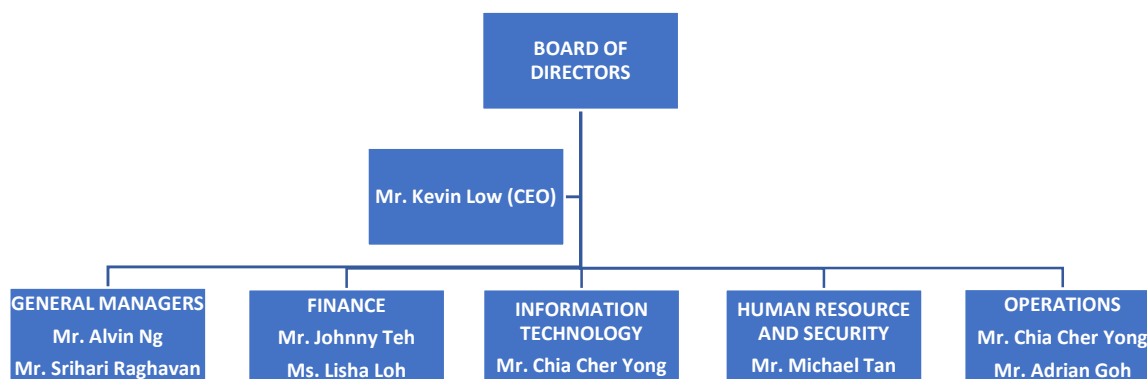 BOARD OF
DIRECTORS
Mr. Kevin Low (CEO)
GENERAL MANAGERS
Mr. Alvin Ng
Mr. Srihari Raghavan
FINANCE
Mr. Johnny Teh
Ms. Lisha Loh
INFORMATION
TECHNOLOGY
Mr. Chia Cher Yong
HUMAN RESOURCE
AND SECURITY
Mr. Michael Tan
OPERATIONS
Mr. Chia Cher Yong
Mr. Adrian Goh